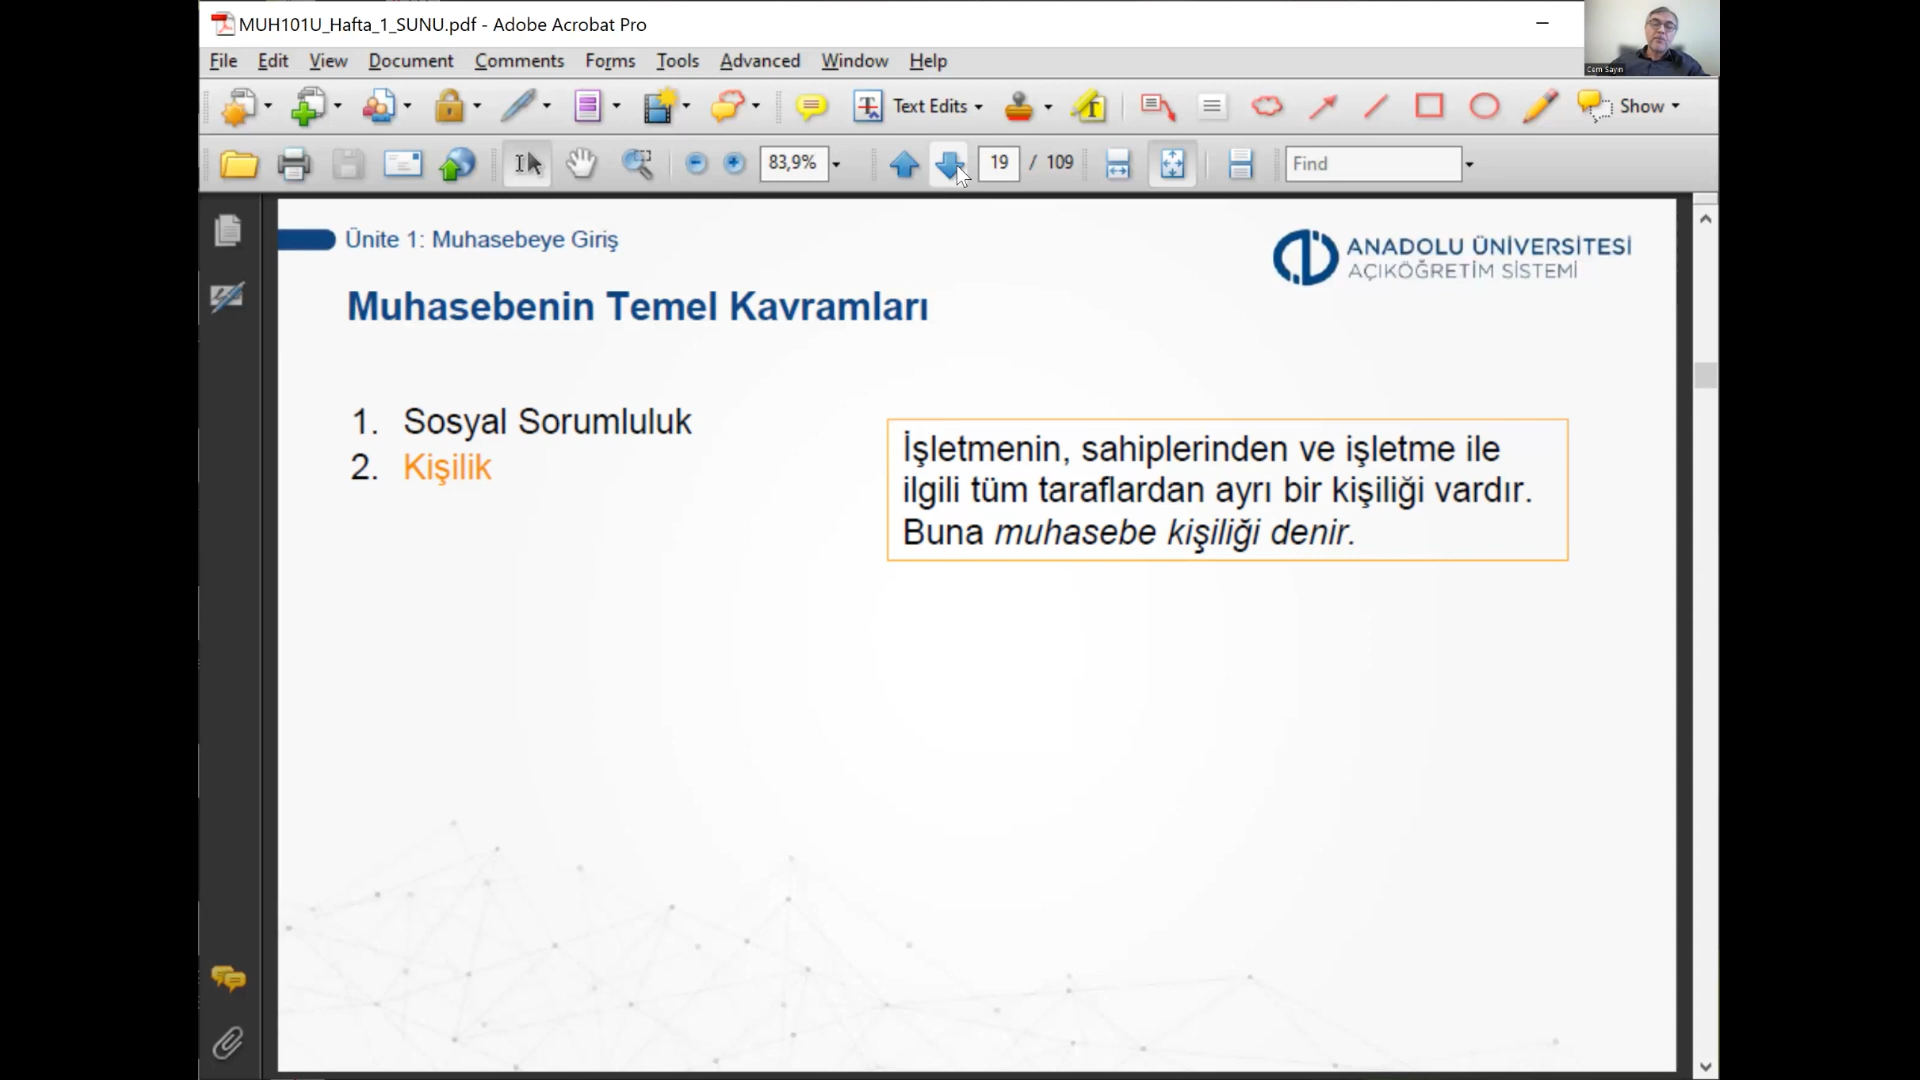 MUH101U_Hafta_1_SUNU.pdf - Adobe Acrobat Pro
Cem Sayın
File Edit View Document Comments Forms Tools Advanced Window Help
Text Edits
Show
83,9%
19 / 109
Find
Ünite 1: Muhasebeye Giriş
ANADOLU ÜNİVERSİTESİ
AÇIKÖĞRETİM SİSTEMİ
Muhasebenin Temel Kavramları
1. Sosyal Sorumluluk
2. Kişilik
İşletmenin, sahiplerinden ve işletme ile
ilgili tüm taraflardan ayrı bir kişiliği vardır.
Buna muhasebe kişiliği denir.